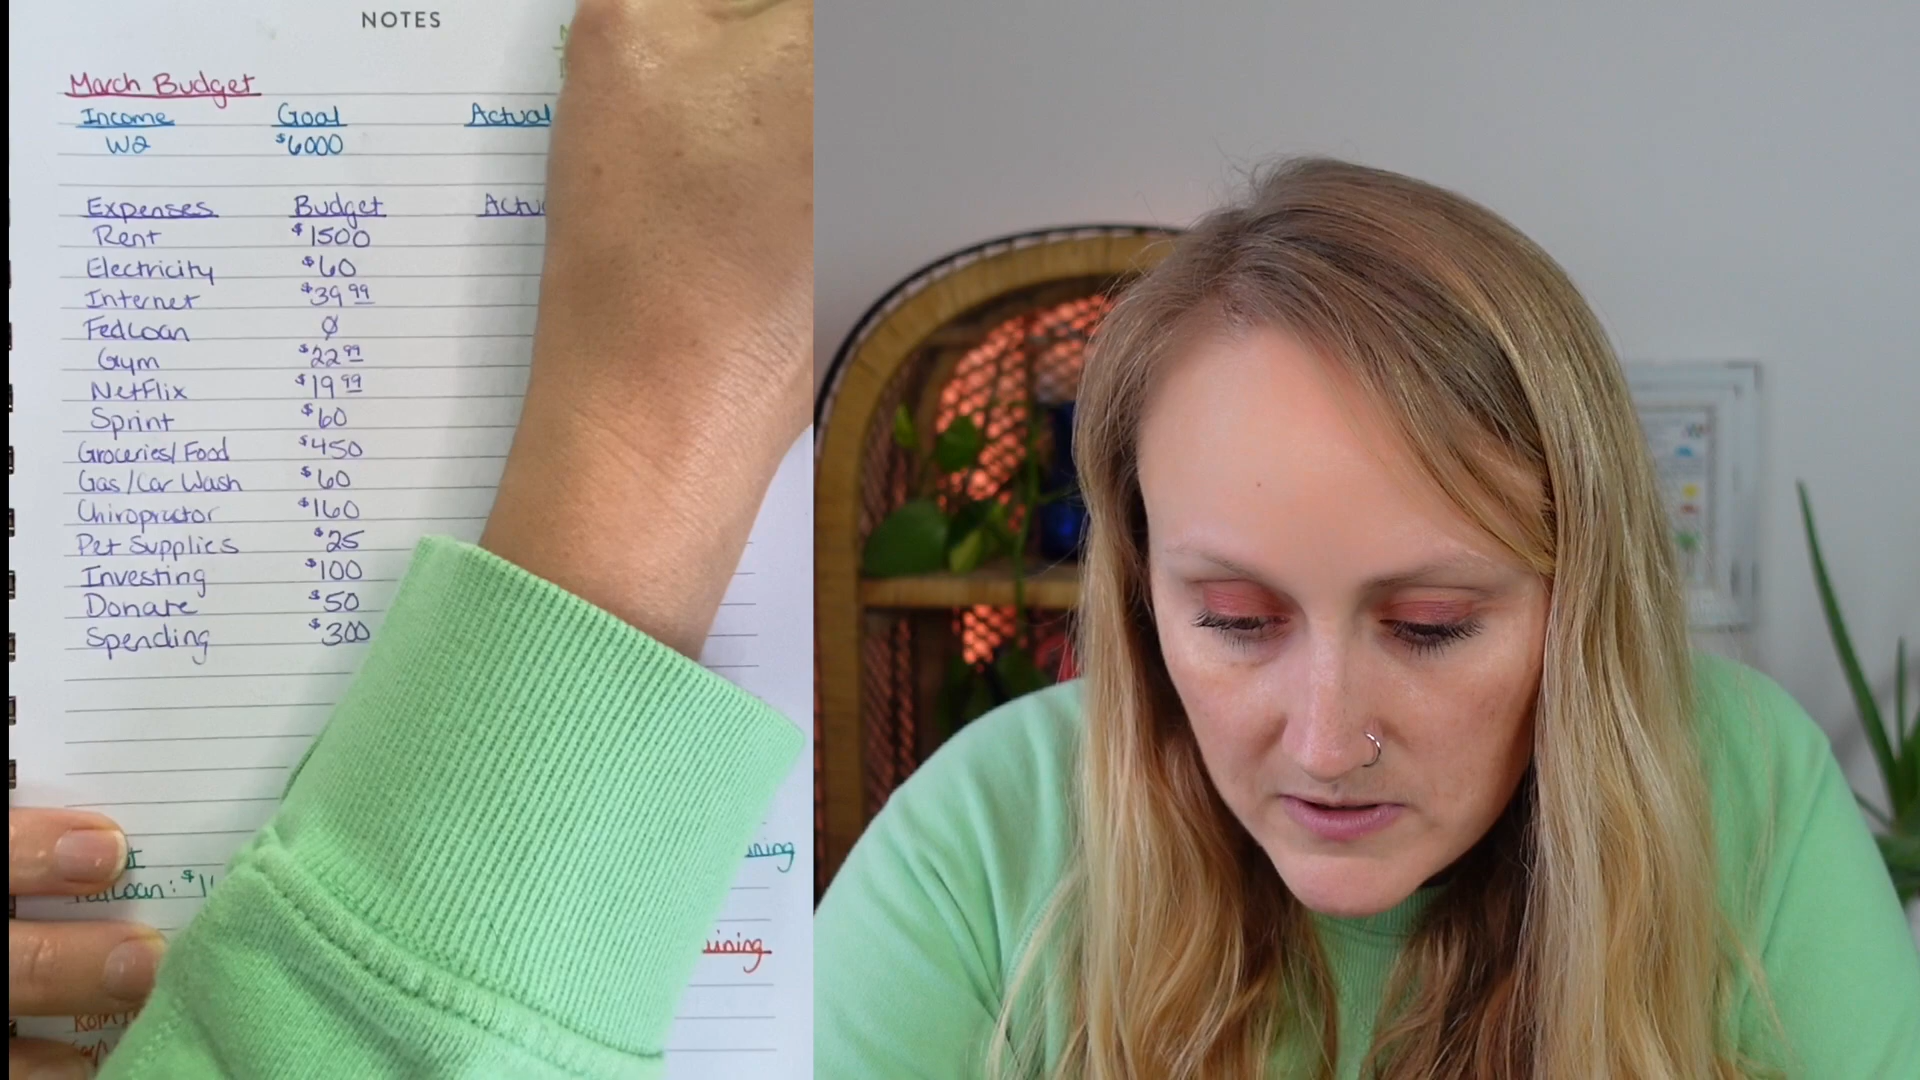 NOTES
March Budget
Income Goal Actual
W2 $6000
Expenses Budget
Rent $1500
Electricity $60
Internet $39.99
FedLoan Ø
Gym $22.99
NetFlix $19.99
Sprint $60
Groceries/Food $450
Gas/Car Wash $60
Chiropractor $160
Pet Supplies $25
Investing $100
Donate $50
Spending $300